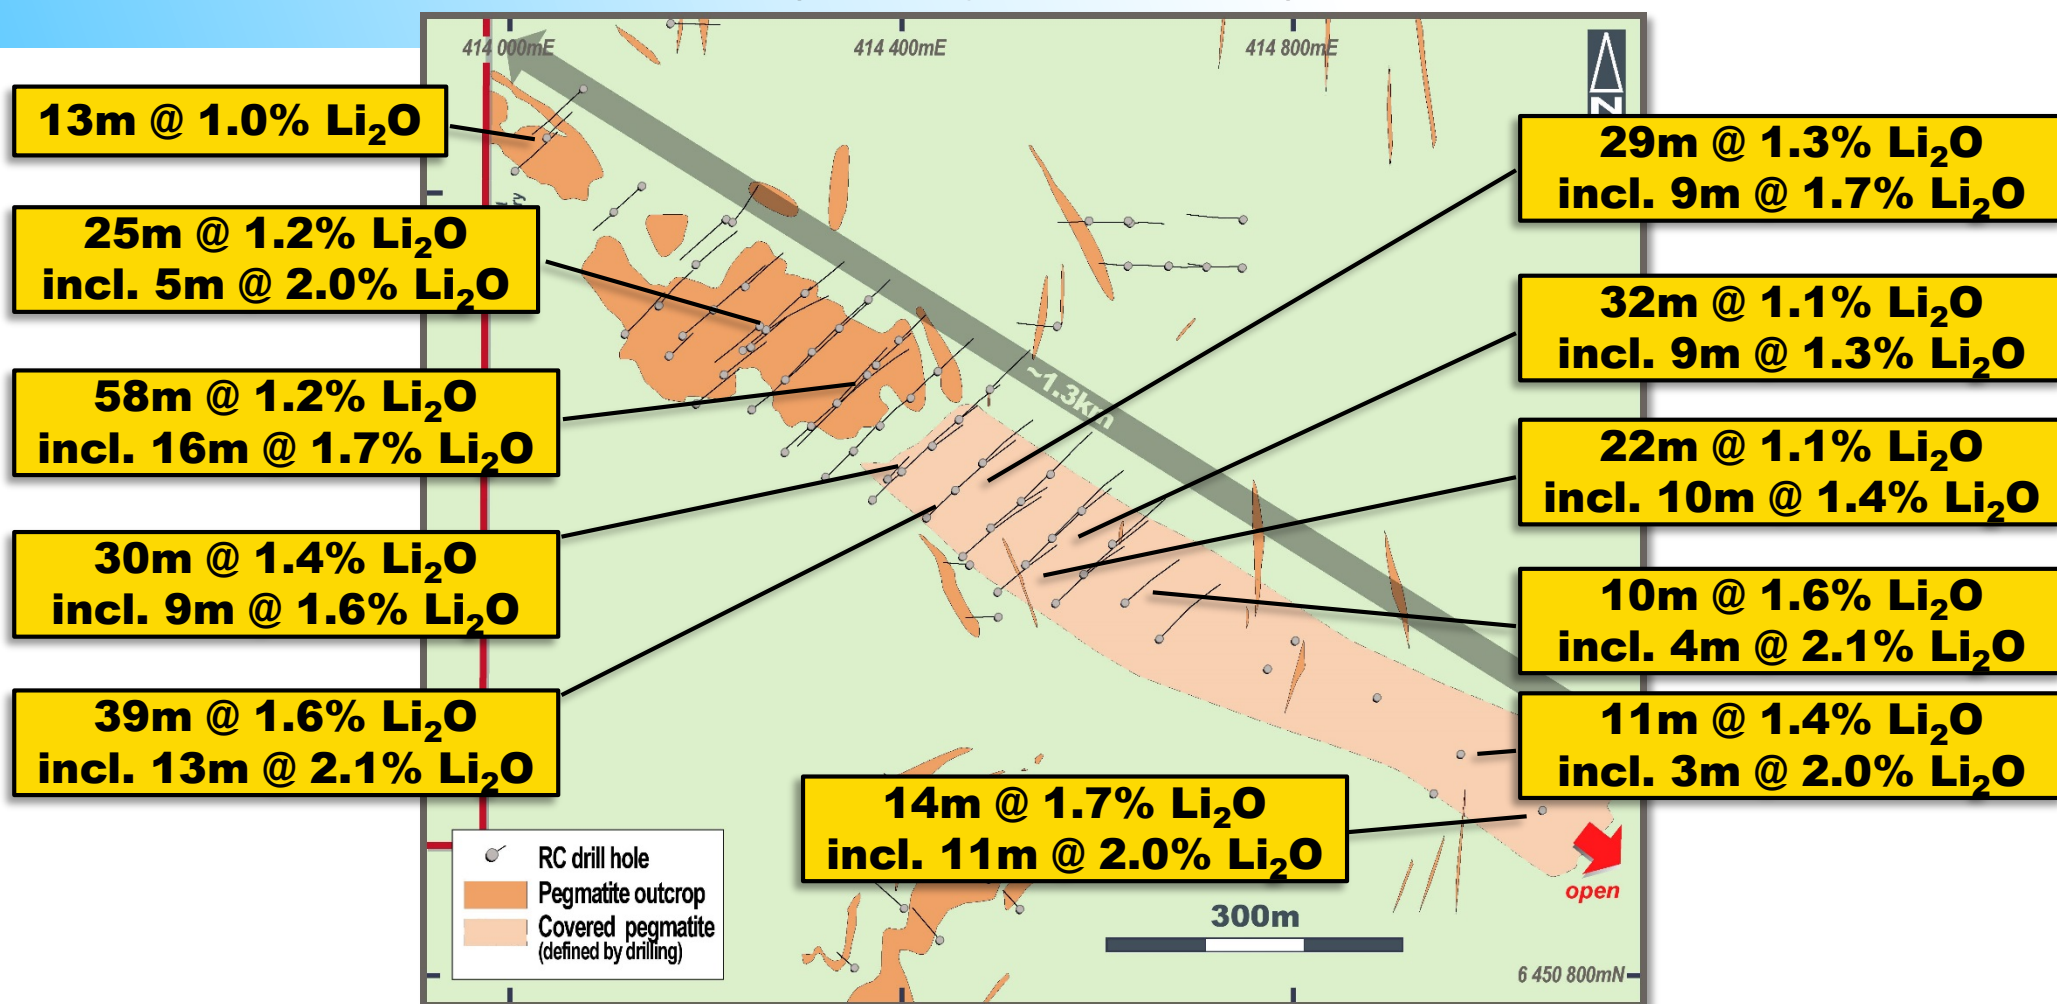 414 000mE
414 400mE
414 800mE
N
13m @ 1.0% Li₂O
25m @ 1.2% Li₂O
incl. 5m @ 2.0% Li₂O
58m @ 1.2% Li₂O
incl. 16m @ 1.7% Li₂O
30m @ 1.4% Li₂O
incl. 9m @ 1.6% Li₂O
39m @ 1.6% Li₂O
incl. 13m @ 2.1% Li₂O
~1.3km
29m @ 1.3% Li₂O
incl. 9m @ 1.7% Li₂O
32m @ 1.1% Li₂O
incl. 9m @ 1.3% Li₂O
22m @ 1.1% Li₂O
incl. 10m @ 1.4% Li₂O
10m @ 1.6% Li₂O
incl. 4m @ 2.1% Li₂O
11m @ 1.4% Li₂O
incl. 3m @ 2.0% Li₂O
14m @ 1.7% Li₂O
incl. 11m @ 2.0% Li₂O
open
RC drill hole
Pegmatite outcrop
Covered pegmatite
(defined by drilling)
300m
6 450 800mN